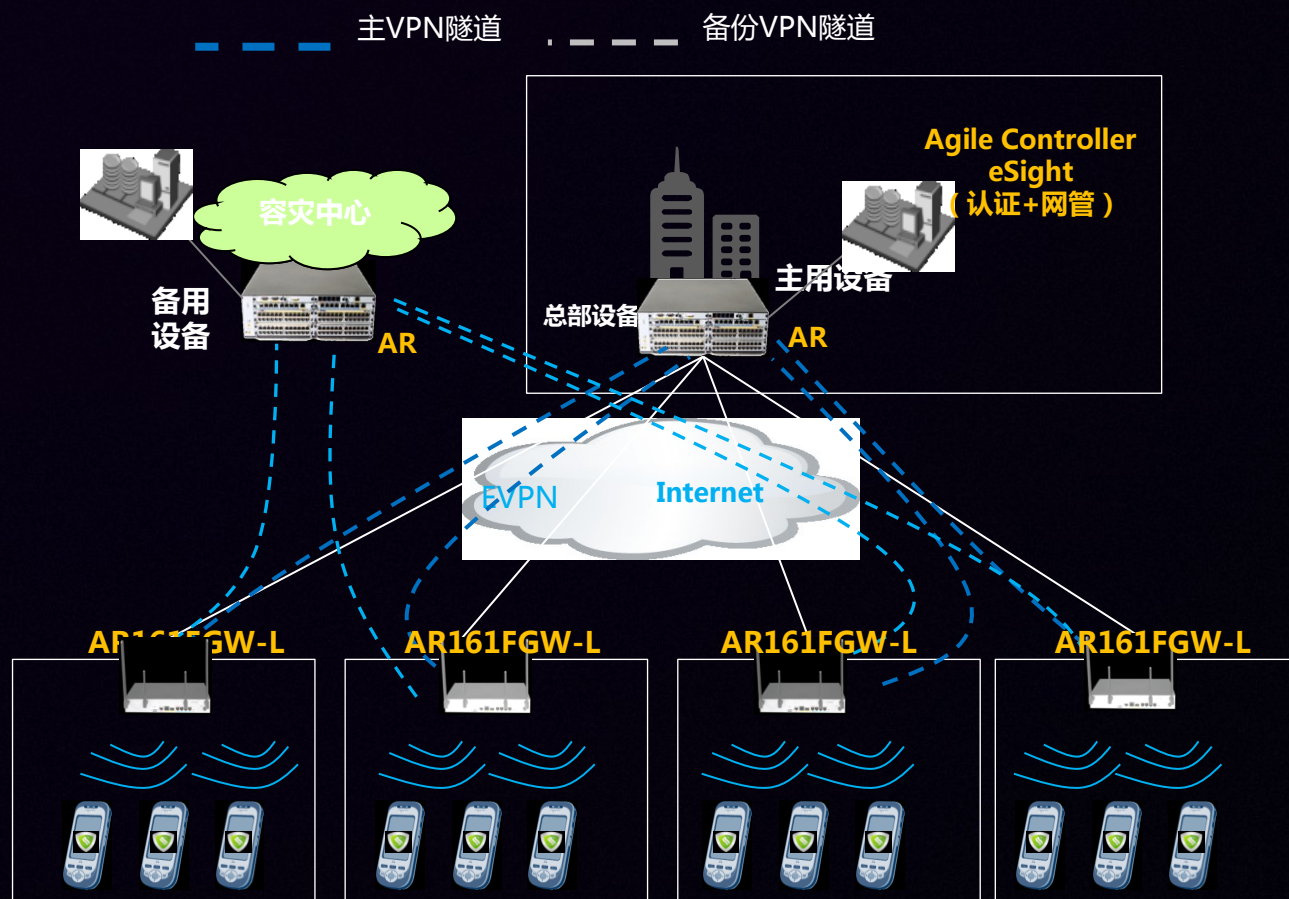 主VPN隧道
备份VPN隧道
Agile Controller
eSight
（认证+网管）
容灾中心
主用设备
备用
设备
总部设备
AR
AR
EVPN
Internet
AR161FGW-L
AR161FGW-L
AR161FGW-L
AR161FGW-L